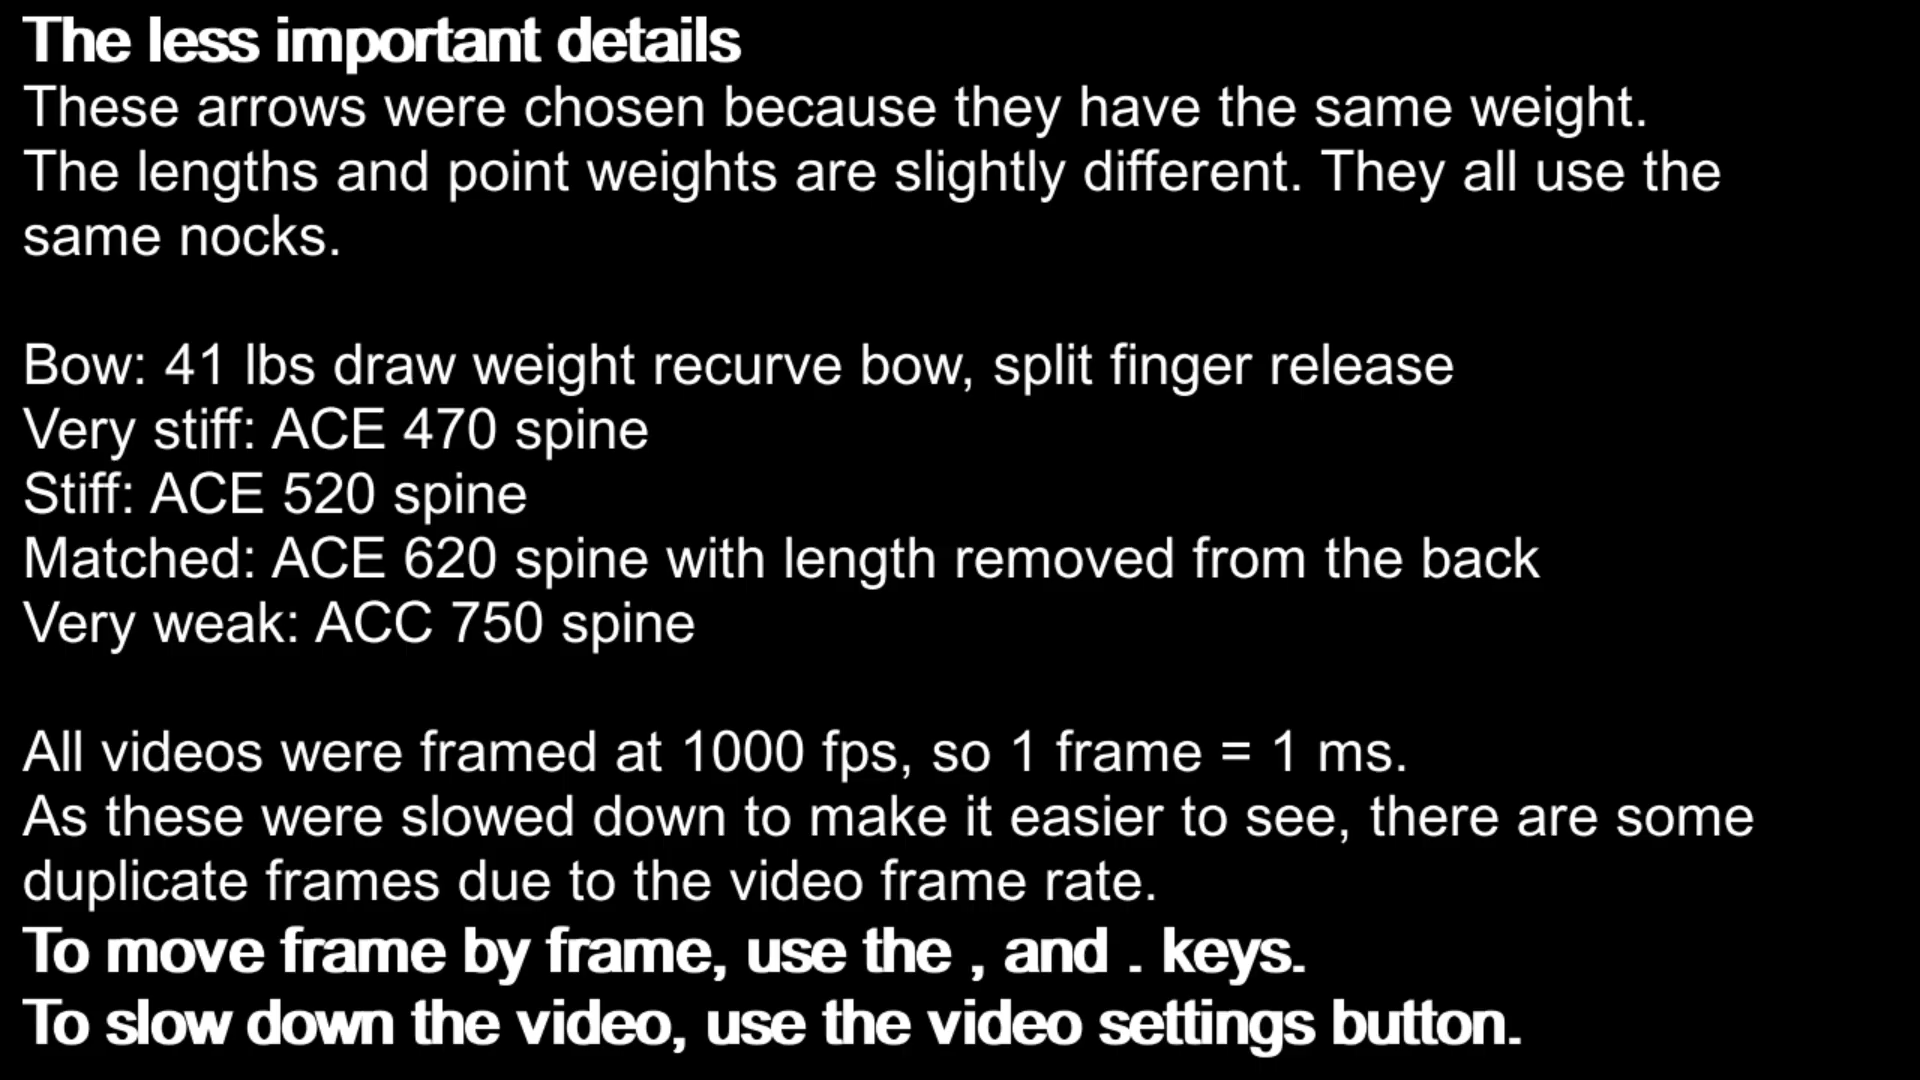 The less important details
These arrows were chosen because they have the same weight.
The lengths and point weights are slightly different. They all use the
same nocks.
Bow: 41 lbs draw weight recurve bow, split finger release
Very stiff: ACE 470 spine
Stiff: ACE 520 spine
Matched: ACE 620 spine with length removed from the back
Very weak: ACC 750 spine
All videos were framed at 1000 fps, so 1 frame = 1 ms.
As these were slowed down to make it easier to see, there are some
duplicate frames due to the video frame rate.
To move frame by frame, use the , and . keys.
To slow down the video, use the video settings button.